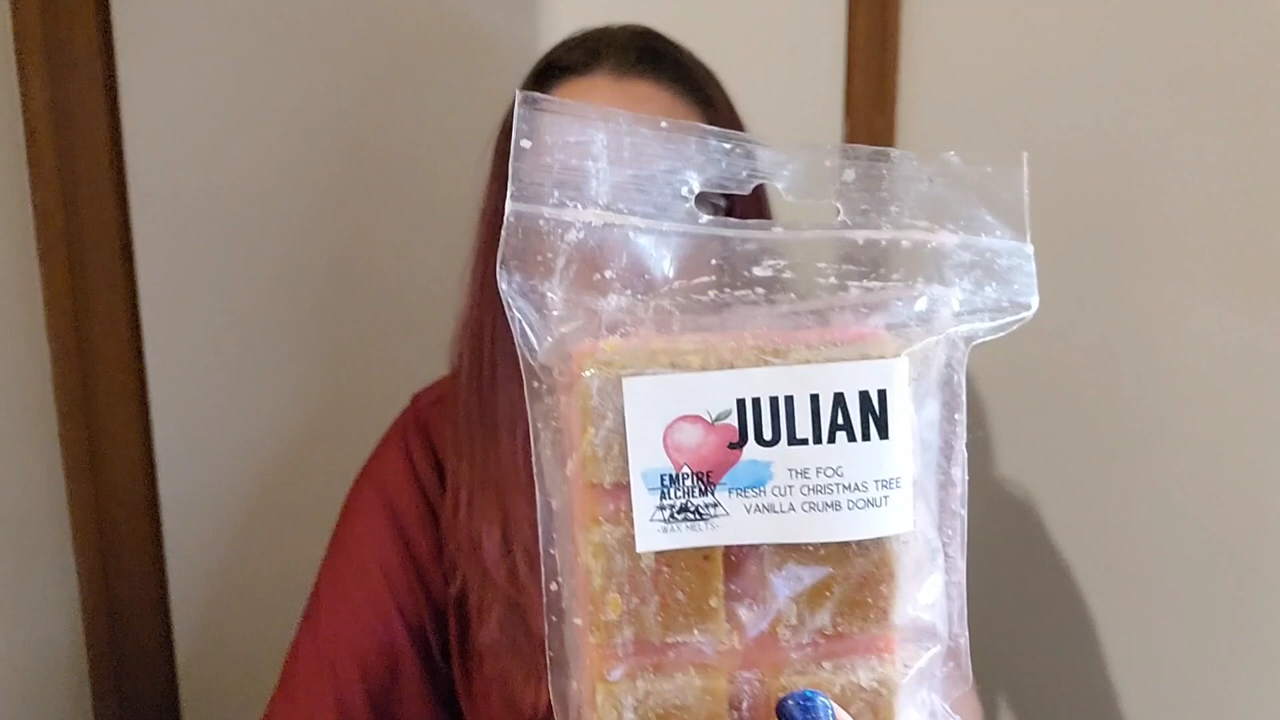 JULIAN
EMPIRE
ALCHEMY
-WAX MELTS-
THE FOG
FRESH CUT CHRISTMAS TREE
VANILLA CRUMB DONUT